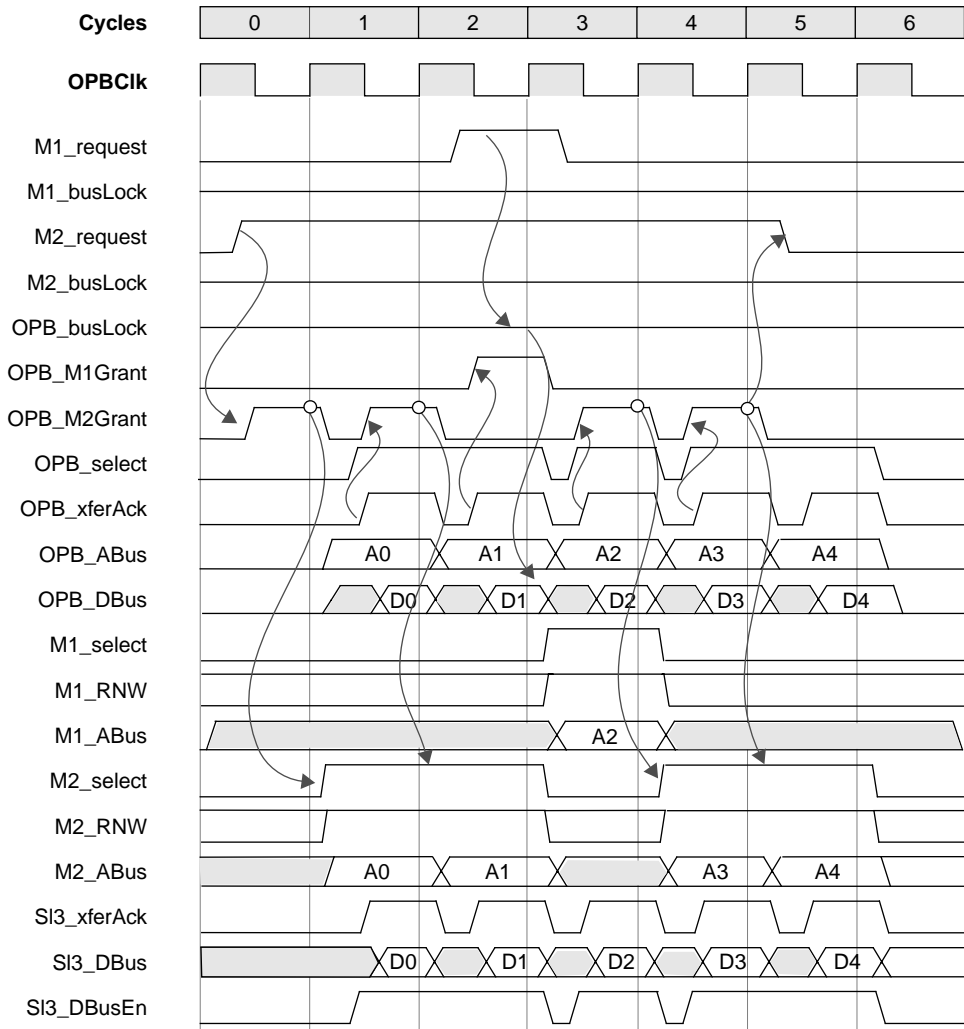 Cycles 0 1 2 3 4 5 6
OPBClk
M1_request
M1_busLock
M2_request
M2_busLock
OPB_busLock
OPB_M1Grant
OPB_M2Grant
OPB_select
OPB_xferAck
OPB_ABus A0 A1 A2 A3 A4
OPB_DBus D0 D1 D2 D3 D4
M1_select
M1_RNW
M1_ABus A2
M2_select
M2_RNW
M2_ABus A0 A1 A3 A4
Sl3_xferAck
Sl3_DBus D0 D1 D2 D3 D4
Sl3_DBusEn